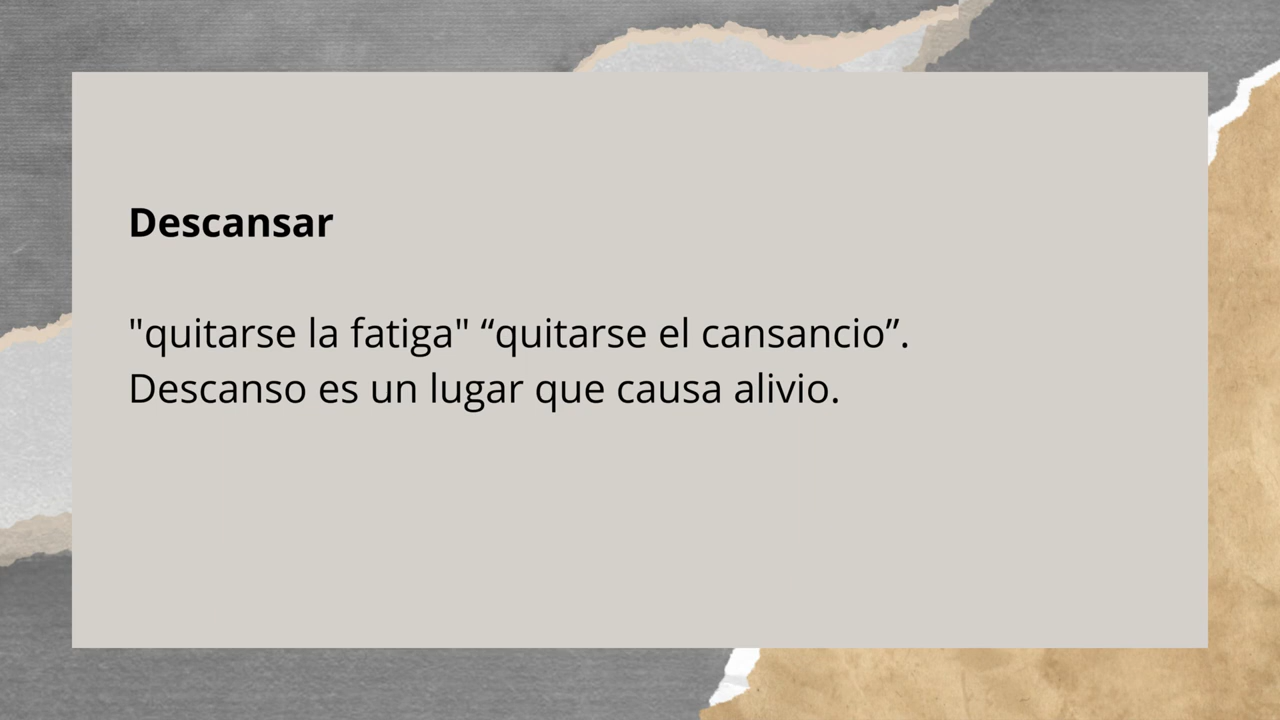 Descansar
"quitarse la fatiga" “quitarse el cansancio”.
Descanso es un lugar que causa alivio.